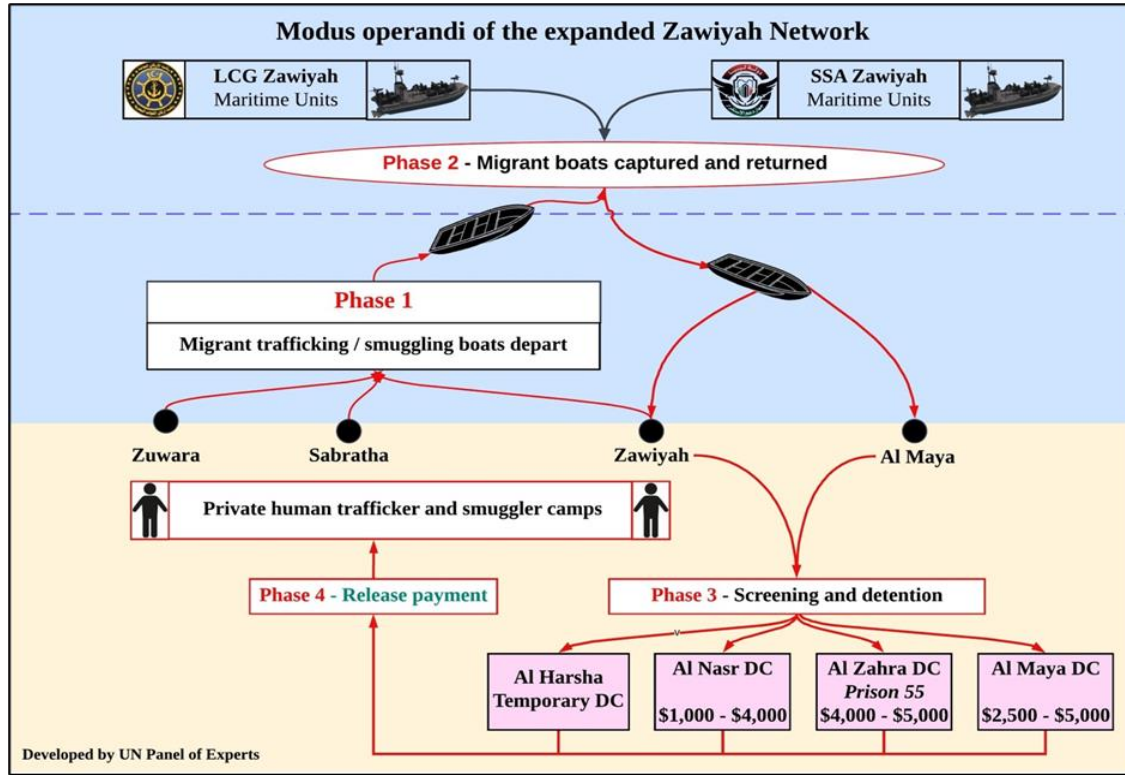 Modus operandi of the expanded Zawiyah Network
LCG Zawiyah
Maritime Units
SSA Zawiyah
Maritime Units
Phase 2 - Migrant boats captured and returned
Phase 1
Migrant trafficking / smuggling boats depart
Zuwara
Sabratha
Zawiyah
Al Maya
Private human trafficker and smuggler camps
Phase 4 - Release payment
Phase 3 - Screening and detention
v
Al Harsha
Temporary DC
Al Nasr DC
$1,000 - $4,000
Al Zahra DC
Prison 55
$4,000 - $5,000
Al Maya DC
$2,500 - $5,000
Developed by UN Panel of Experts